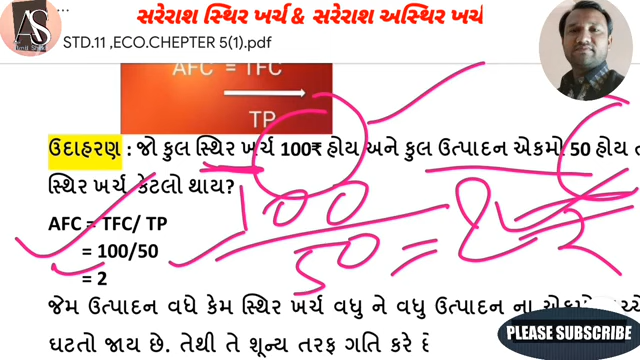 ...
સરેરાશ સ્થિર ખર્ચ & સરેરાશ અસ્થિર ખર્ચ
AS
STD.11 ,ECO.CHEPTER 5(1).pdf
AFC = TFC
TP
ઉદાહરણ : જો કુલ સ્થિર ખર્ચ 100₹ હોય અને કુલ ઉત્પાદન એકમો 50 હોય
સ્થિર ખર્ચ કેટલો થાય?
100
50 = 2
AFC = TFC/ TP
= 100/50
= 2
જેમ ઉત્પાદન વધે કેમ સ્થિર ખર્ચ વધુ ને વધુ ઉત્પાદન ના
ઘટતો જાય છે. તેથી તે શૂન્ય તરફ ગતિ કરે
PLEASE SUBSCRIBE